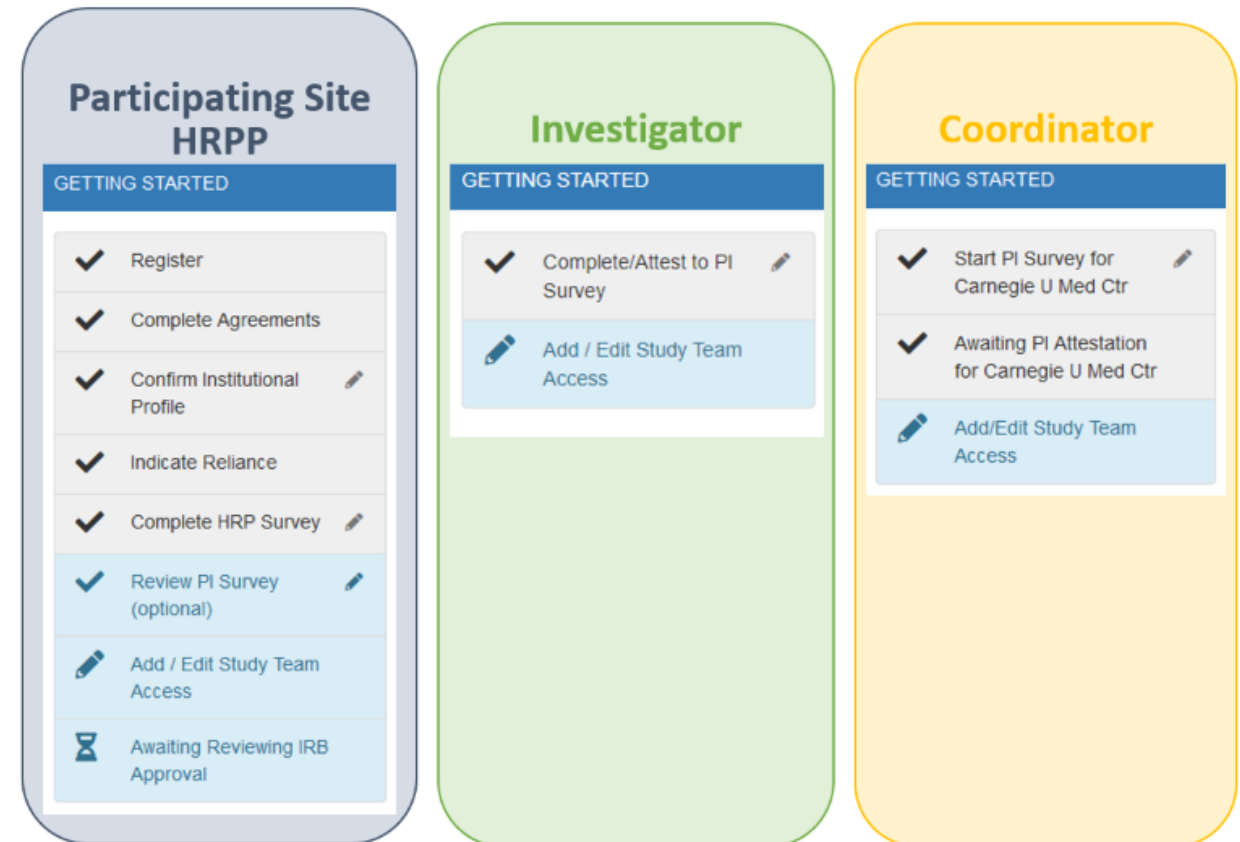 Participating Site
HRPP
GETTING STARTED
Register
Complete Agreements
Confirm Institutional
Profile
Indicate Reliance
Complete HRP Survey
Review PI Survey
(optional)
Add / Edit Study Team
Access
Awaiting Reviewing IRB
Approval
Investigator
GETTING STARTED
Complete/Attest to PI
Survey
Add / Edit Study Team
Access
Coordinator
GETTING STARTED
Start PI Survey for
Carnegie U Med Ctr
Awaiting PI Attestation
for Carnegie U Med Ctr
Add/Edit Study Team
Access